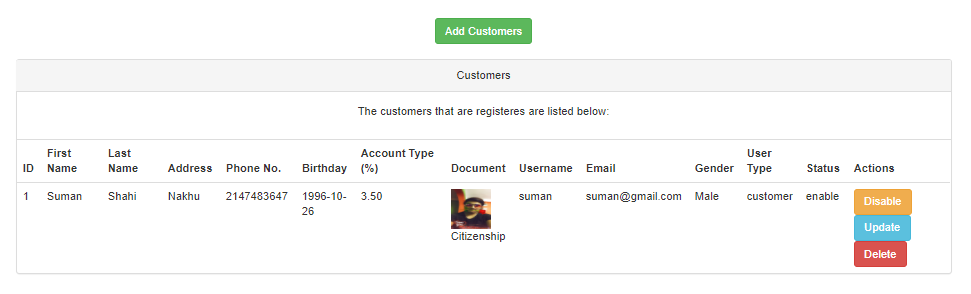 Add Customers
Customers
The customers that are registeres are listed below:
ID First Name Last Name Address Phone No. Birthday Account Type (%) Document Username Email Gender User Type Status Actions
1 Suman Shahi Nakhu 2147483647 1996-10-26 3.50 Citizenship suman suman@gmail.com Male customer enable Disable
Update
Delete